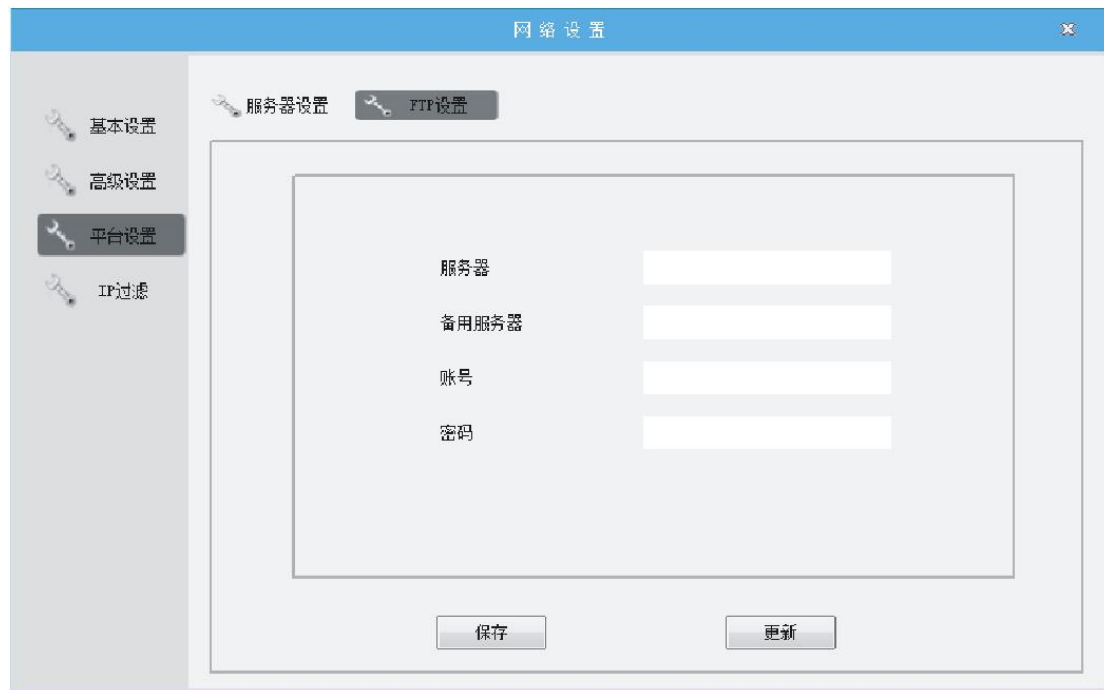 网络设置
基本设置
高级设置
平台设置
IP过滤
服务器设置 FTP设置
服务器
备用服务器
账号
密码
保存 更新